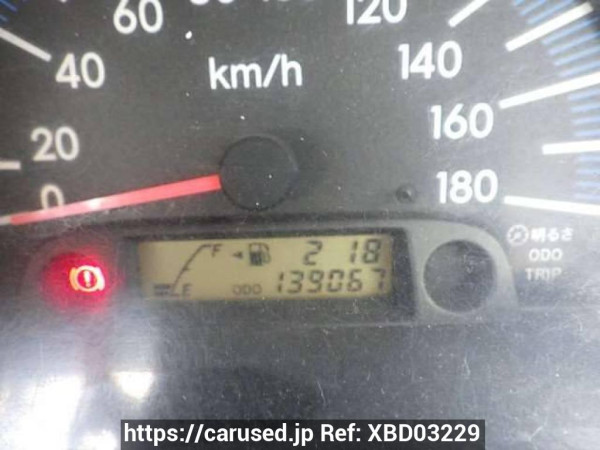 60
120
40
km/h
140
20
160
0
180
F 2 18
E ODO 139067
明るさ
ODO
TRIP
https://carused.jp Ref: XBD03229